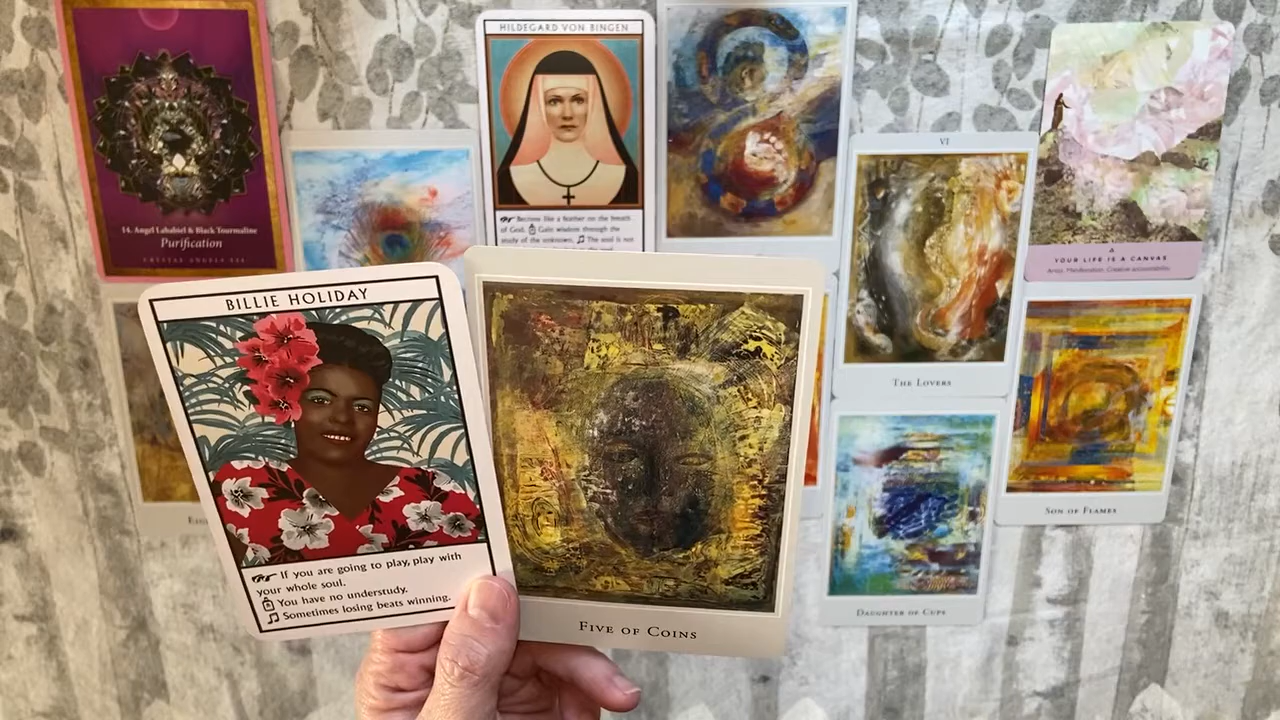 HILDEGARD VON BINGEN
Become like a feather on the breath
of God. Gain wisdom through the
study of the unknown. The soul is not
VI
THE LOVERS
14. Angel Lahabiel & Black Tourmaline
Purification
CRYSTAL ANGELS 444
YOUR LIFE IS A CANVAS
Artist. Manifestation. Creative accountability.
BILLIE HOLIDAY
If you are going to play, play with
your whole soul.
You have no understudy.
Sometimes losing beats winning.
FIVE OF COINS
SON OF FLAMES
DAUGHTER OF CUPS